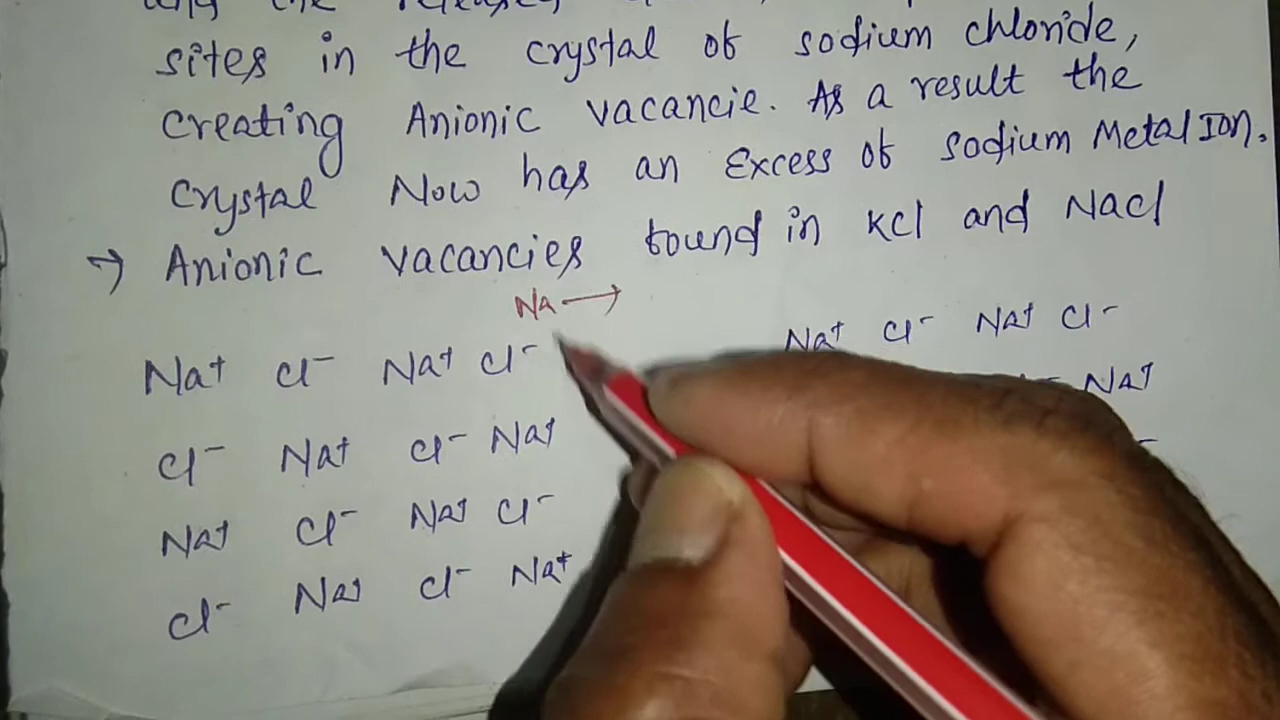 sites in the crystal of sodium chloride,
creating Anionic vacancie. As a result the
crystal Now has an Excess of sodium Metal Ion.
→ Anionic vacancies found in KCl and NaCl
Na →
Na⁺ Cl⁻ Na⁺ Cl⁻
Cl⁻ Na⁺ Cl⁻ Na⁺
Na⁺ Cl⁻ Na⁺ Cl⁻
Cl⁻ Na⁺ Cl⁻ Na⁺
Na⁺ Cl⁻ Na⁺ Cl⁻
Na⁺